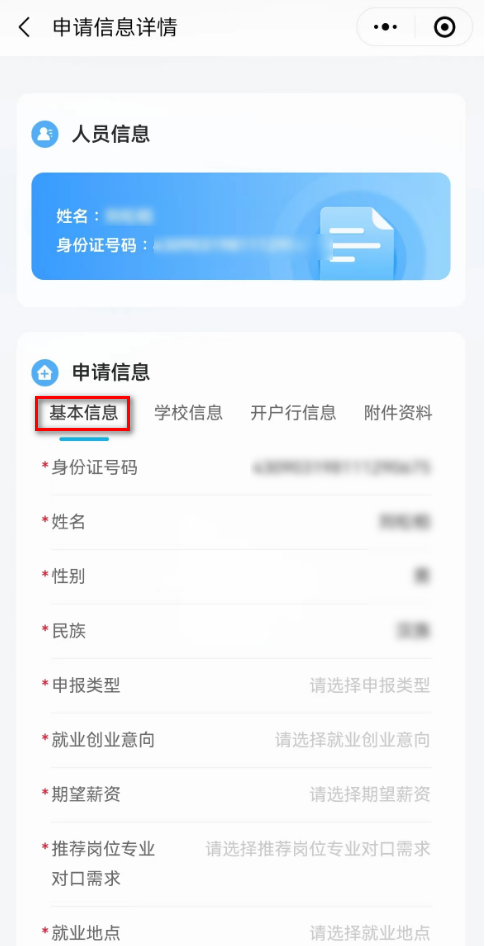 申请信息详情
人员信息
姓名：
身份证号码：
申请信息
基本信息 学校信息 开户行信息 附件资料
*身份证号码
*姓名
*性别
*民族
*申报类型 请选择申报类型
*就业创业意向 请选择就业创业意向
*期望薪资 请选择期望薪资
*推荐岗位专业 请选择推荐岗位专业对口需求
对口需求
*就业地点 请选择就业地点